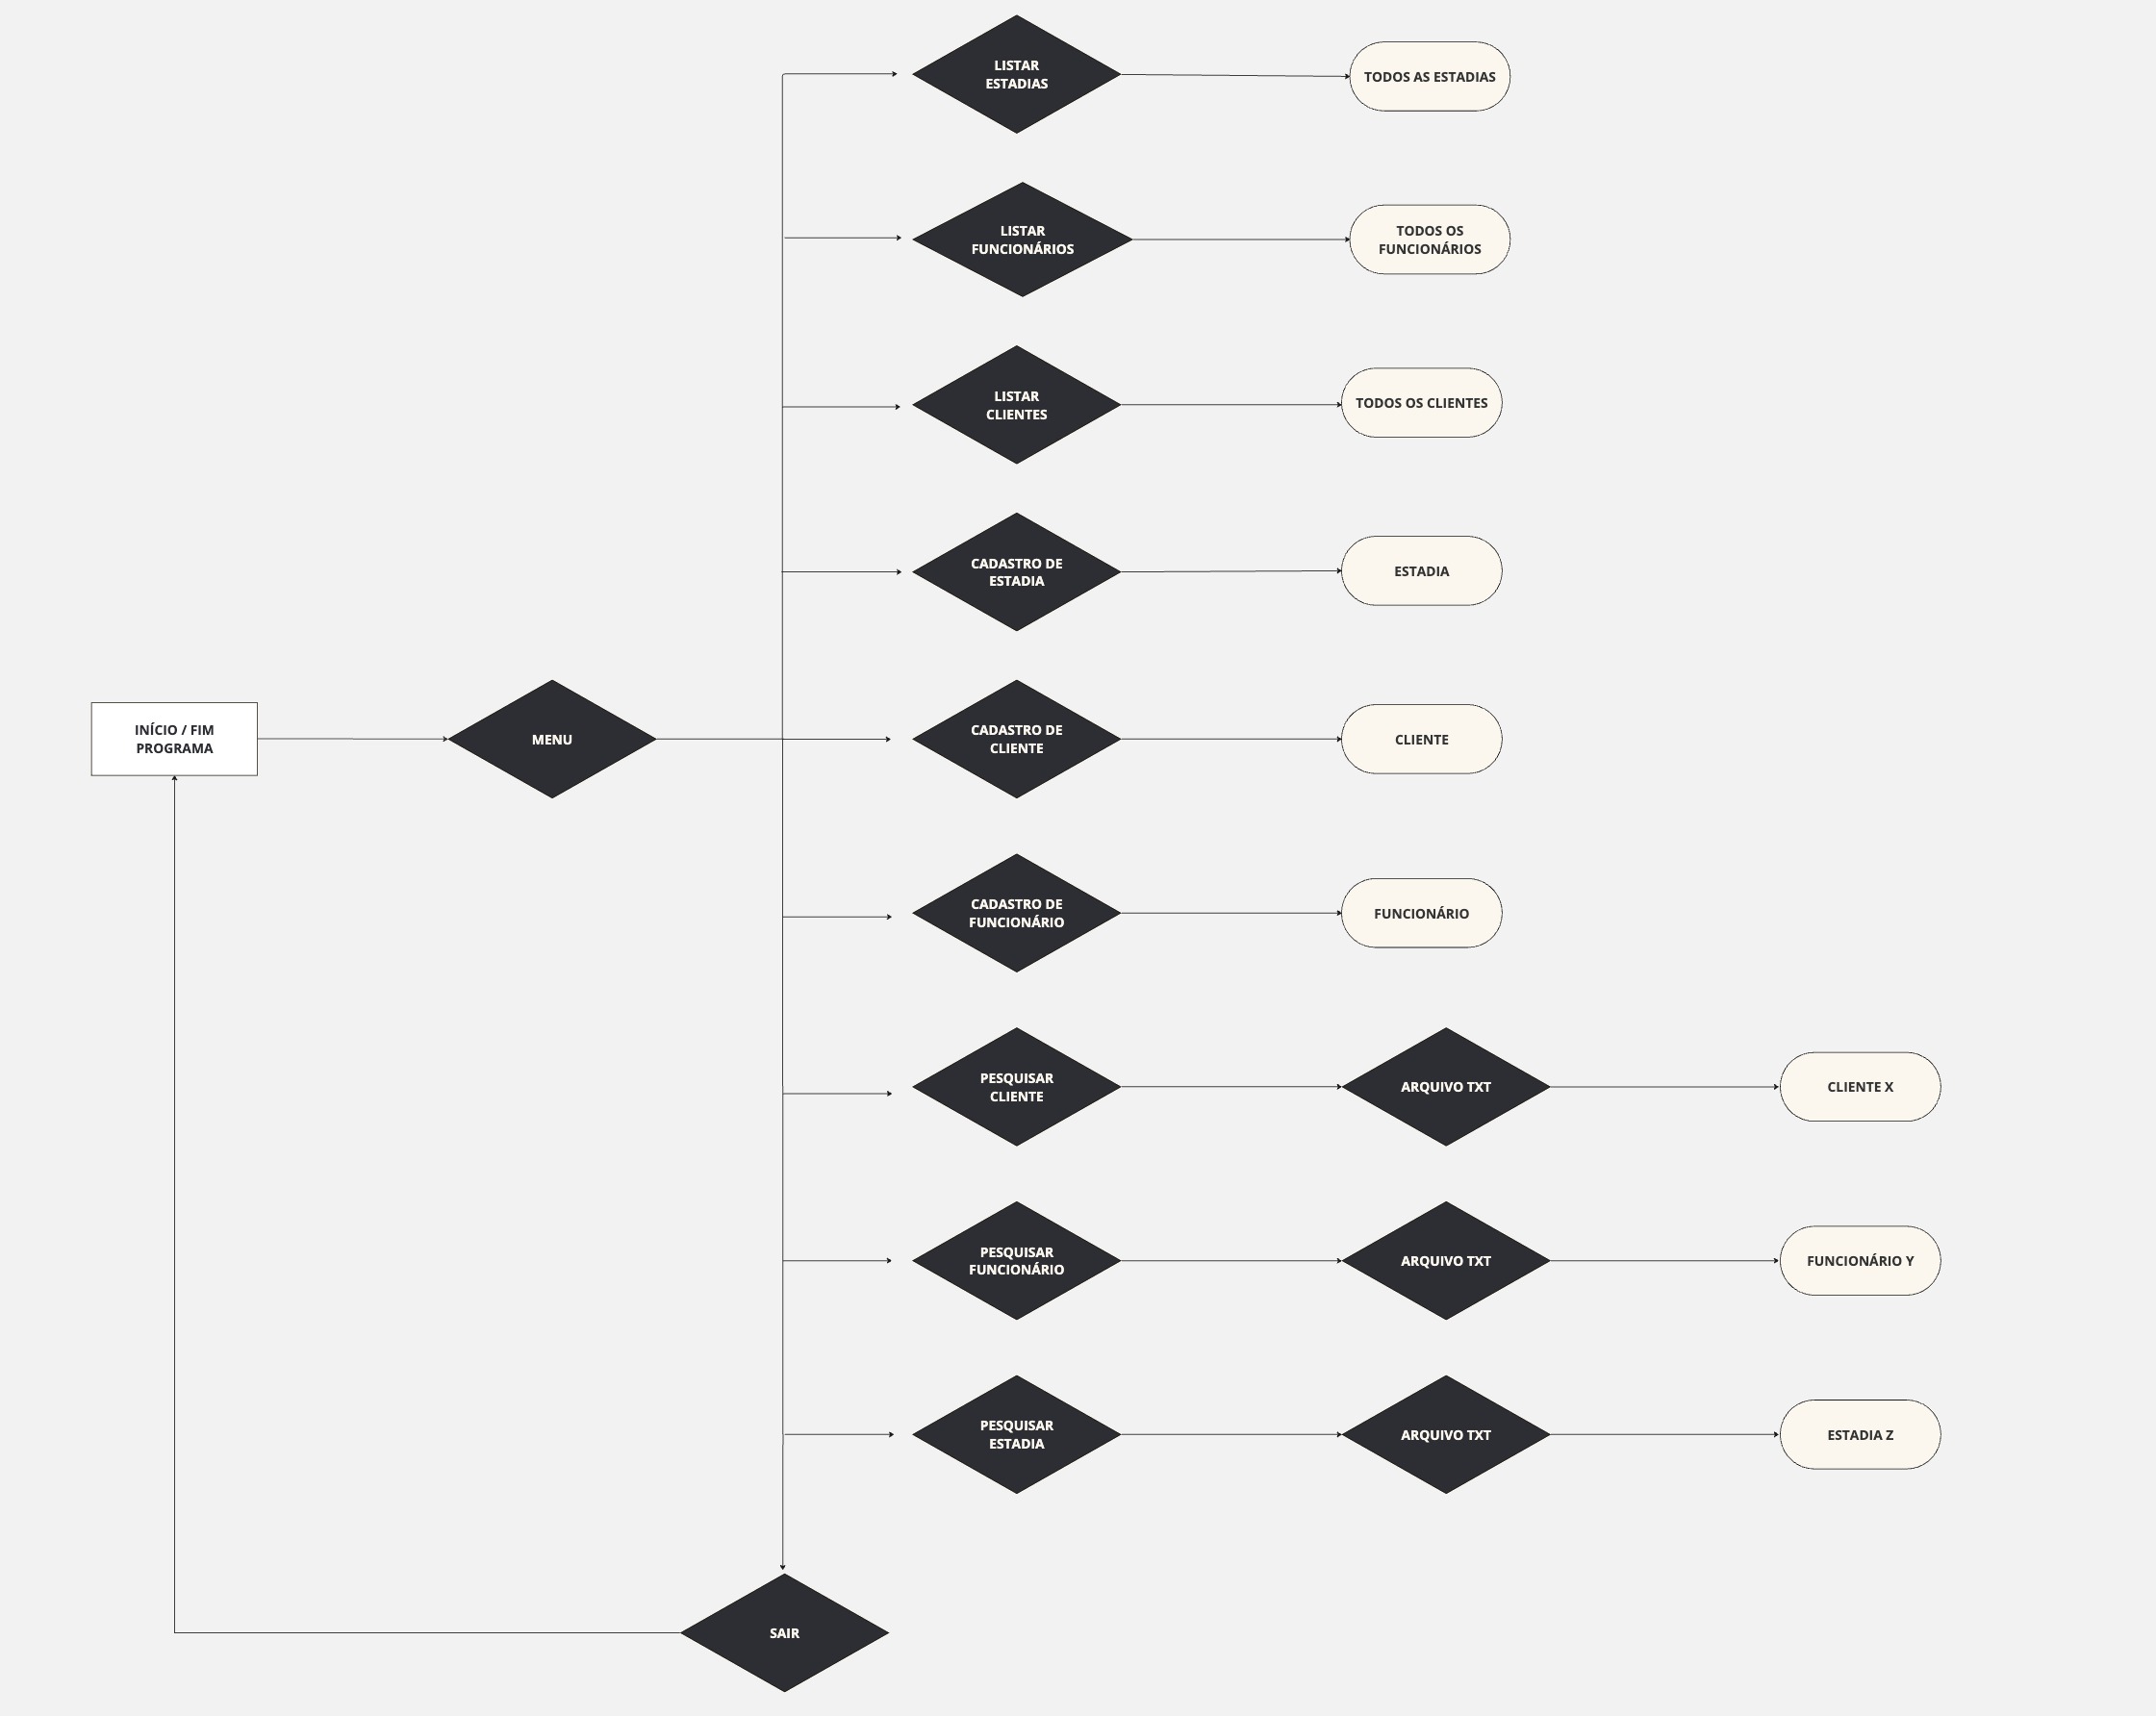 LISTAR
ESTADIAS
TODOS AS ESTADIAS
LISTAR
FUNCIONÁRIOS
TODOS OS
FUNCIONÁRIOS
LISTAR
CLIENTES
TODOS OS CLIENTES
CADASTRO DE
ESTADIA
ESTADIA
INÍCIO / FIM
PROGRAMA
MENU
CADASTRO DE
CLIENTE
CLIENTE
CADASTRO DE
FUNCIONÁRIO
FUNCIONÁRIO
PESQUISAR
CLIENTE
ARQUIVO TXT
CLIENTE X
PESQUISAR
FUNCIONÁRIO
ARQUIVO TXT
FUNCIONÁRIO Y
PESQUISAR
ESTADIA
ARQUIVO TXT
ESTADIA Z
SAIR